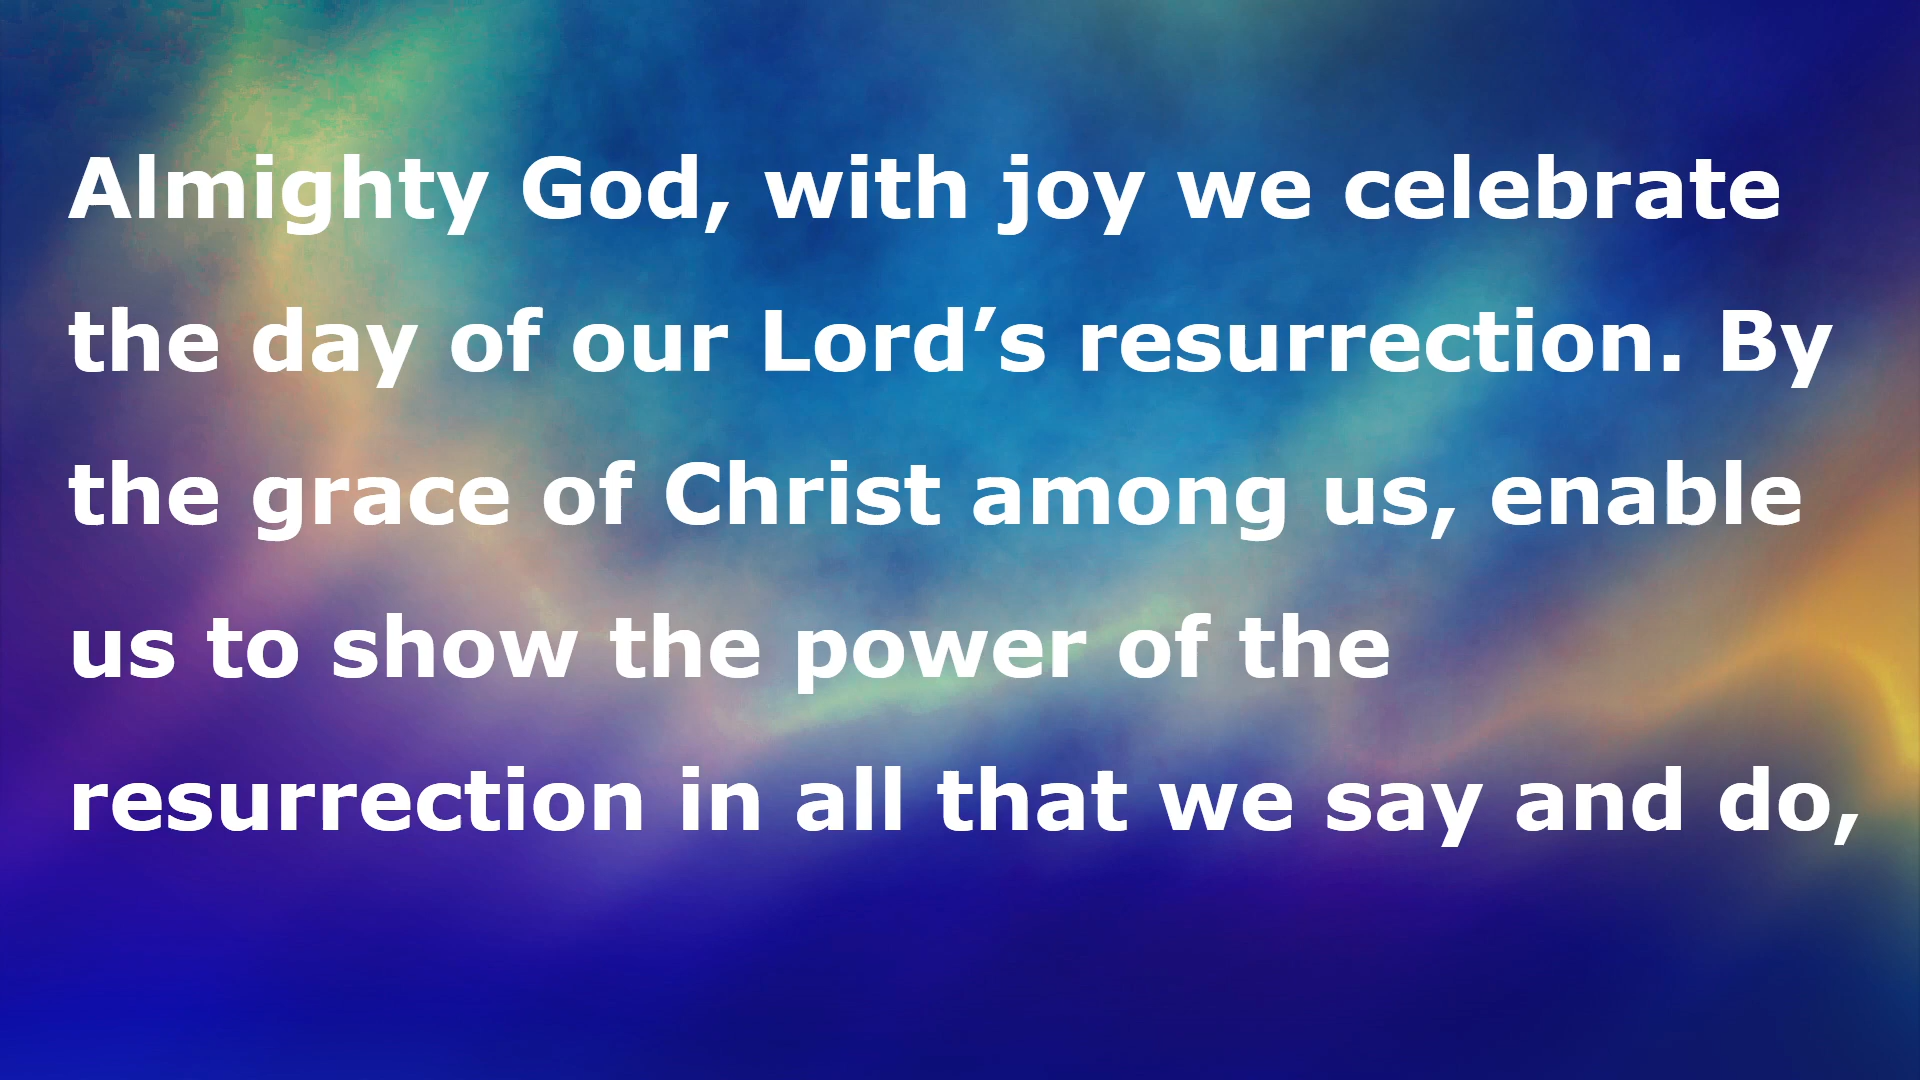 Almighty God, with joy we celebrate
the day of our Lord’s resurrection. By
the grace of Christ among us, enable
us to show the power of the
resurrection in all that we say and do,